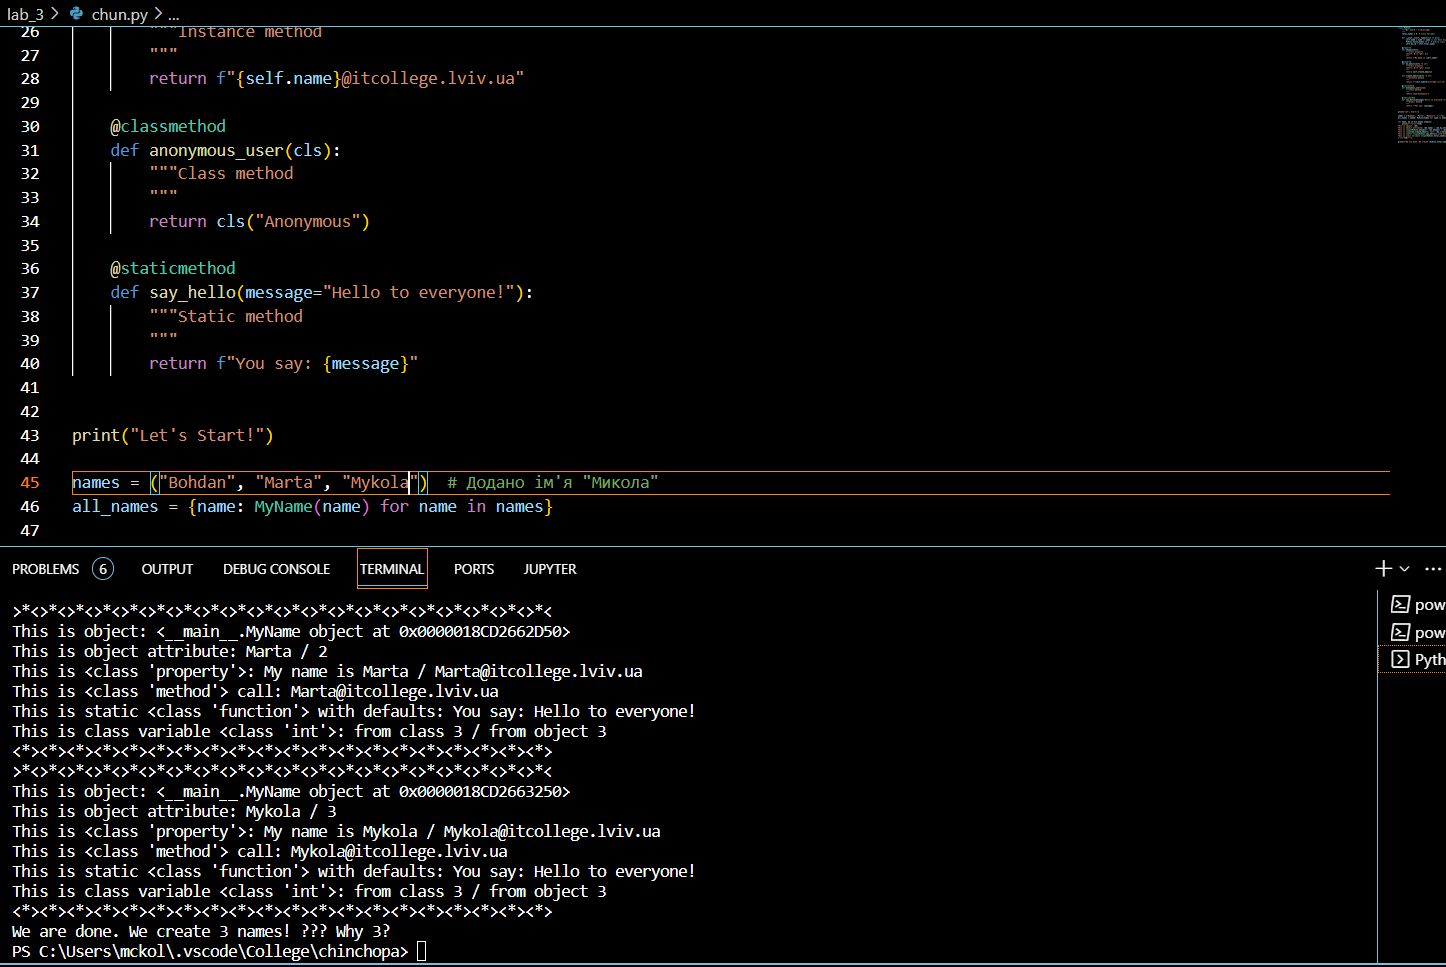 lab_3 > chun.py > ...
26 """Instance method
27 """
28 return f"{self.name}@itcollege.lviv.ua"
29
30 @classmethod
31 def anonymous_user(cls):
32 """Class method
33 """
34 return cls("Anonymous")
35
36 @staticmethod
37 def say_hello(message="Hello to everyone!"):
38 """Static method
39 """
40 return f"You say: {message}"
41
42
43 print("Let's Start!")
44
45 names = ("Bohdan", "Marta", "Mykola") # Додано ім'я "Микола"
46 all_names = {name: MyName(name) for name in names}
47
PROBLEMS 6 OUTPUT DEBUG CONSOLE TERMINAL PORTS JUPYTER
>*<>*<>*<>*<>*<>*<>*<>*<>*<>*<>*<>*<>*<>*<>*<>*<>*<>*<>*<>*<
This is object: <__main__.MyName object at 0x0000018CD2662D50>
This is object attribute: Marta / 2
This is <class 'property'>: My name is Marta / Marta@itcollege.lviv.ua
This is <class 'method'> call: Marta@itcollege.lviv.ua
This is static <class 'function'> with defaults: You say: Hello to everyone!
This is class variable <class 'int'>: from class 3 / from object 3
<*><*><*><*><*><*><*><*><*><*><*><*><*><*><*><*><*><*><*><*>
>*<>*<>*<>*<>*<>*<>*<>*<>*<>*<>*<>*<>*<>*<>*<>*<>*<>*<>*<>*<
This is object: <__main__.MyName object at 0x0000018CD2663250>
This is object attribute: Mykola / 3
This is <class 'property'>: My name is Mykola / Mykola@itcollege.lviv.ua
This is <class 'method'> call: Mykola@itcollege.lviv.ua
This is static <class 'function'> with defaults: You say: Hello to everyone!
This is class variable <class 'int'>: from class 3 / from object 3
<*><*><*><*><*><*><*><*><*><*><*><*><*><*><*><*><*><*><*><*>
We are done. We create 3 names! ??? Why 3?
PS C:\Users\mckol\.vscode\College\chinchopa>
pow
pow
Pyth